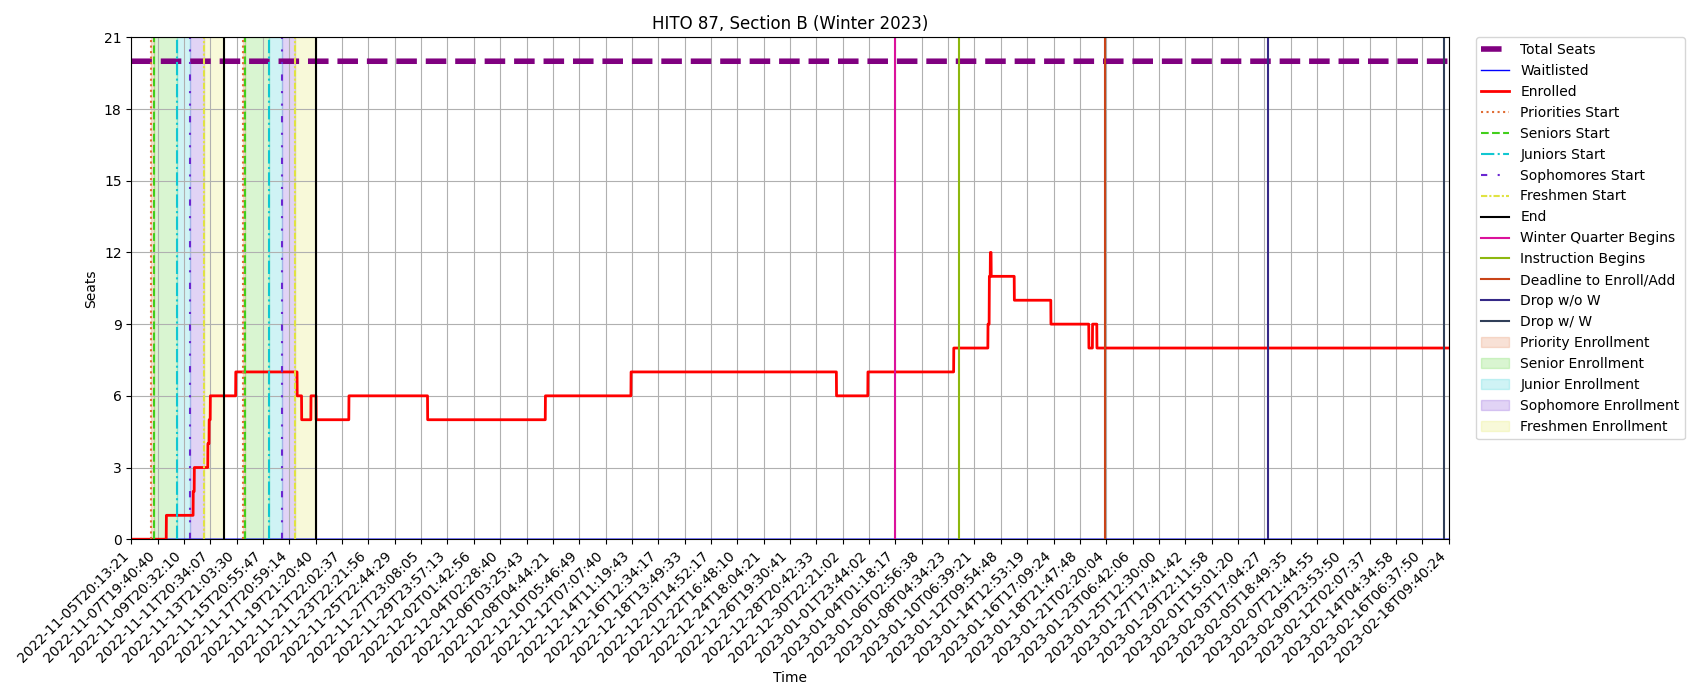 HITO 87, Section B (Winter 2023)
21
18
15
12
9
6
3
0
Seats
2022-11-05T20:13:21
2022-11-07T19:40:40
2022-11-09T20:32:10
2022-11-11T20:34:07
2022-11-13T21:03:30
2022-11-15T20:55:47
2022-11-17T20:59:14
2022-11-19T21:20:40
2022-11-21T22:02:37
2022-11-23T22:21:56
2022-11-25T22:44:29
2022-11-27T23:08:05
2022-11-29T23:57:13
2022-12-02T01:42:56
2022-12-04T02:28:40
2022-12-06T03:25:43
2022-12-08T04:44:21
2022-12-10T05:46:49
2022-12-12T07:07:40
2022-12-14T11:19:43
2022-12-16T12:34:17
2022-12-18T13:49:33
2022-12-20T14:52:17
2022-12-22T16:48:10
2022-12-24T18:04:21
2022-12-26T19:30:41
2022-12-28T20:42:33
2022-12-30T22:21:02
2023-01-01T23:44:02
2023-01-04T01:18:17
2023-01-06T02:56:38
2023-01-08T04:34:23
2023-01-10T06:39:21
2023-01-12T09:54:48
2023-01-14T12:53:19
2023-01-16T17:09:24
2023-01-18T21:47:48
2023-01-21T02:20:04
2023-01-23T06:42:06
2023-01-25T12:30:00
2023-01-27T17:41:42
2023-01-29T22:11:58
2023-02-01T15:01:20
2023-02-03T17:04:27
2023-02-05T18:49:35
2023-02-07T21:44:55
2023-02-09T23:53:50
2023-02-12T02:07:37
2023-02-14T04:34:58
2023-02-16T06:37:50
2023-02-18T09:40:24
Time
Total Seats
Waitlisted
Enrolled
Priorities Start
Seniors Start
Juniors Start
Sophomores Start
Freshmen Start
End
Winter Quarter Begins
Instruction Begins
Deadline to Enroll/Add
Drop w/o W
Drop w/ W
Priority Enrollment
Senior Enrollment
Junior Enrollment
Sophomore Enrollment
Freshmen Enrollment